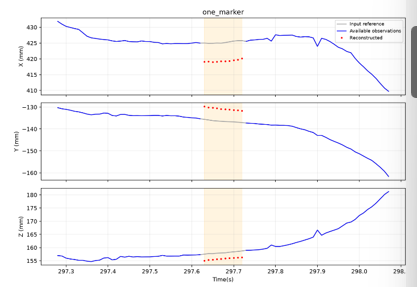 one_marker
Input reference
Available observations
Reconstructed
430
425
420
415
410
X (mm)
−130
−140
−150
−160
Y (mm)
180
175
170
165
160
155
Z (mm)
297.3 297.4 297.5 297.6 297.7 297.8 297.9 298.0 298.
Time(s)